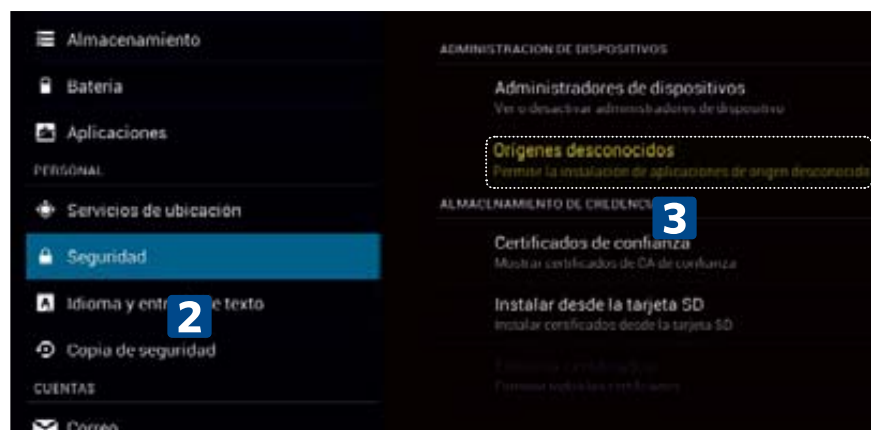 Almacenamiento
Bateria
Aplicaciones
PERSONAL
Servicios de ubicación
Seguridad
Idioma y entr e texto
2
Copia de seguridad
CUENTAS
Correo
ADMINISTRACION DE DISPOSITIVOS
Administradores de dispositivos
Ver o desactivar administradores de dispositivo
Orígenes desconocidos
Permite la instalación de aplicaciones de origen desconocido
ALMACENAMIENTO DE CREDENC
3
Certificados de confianza
Mostrar certificados de CA de confianza
Instalar desde la tarjeta SD
Instalar certificados desde la tarjeta SD